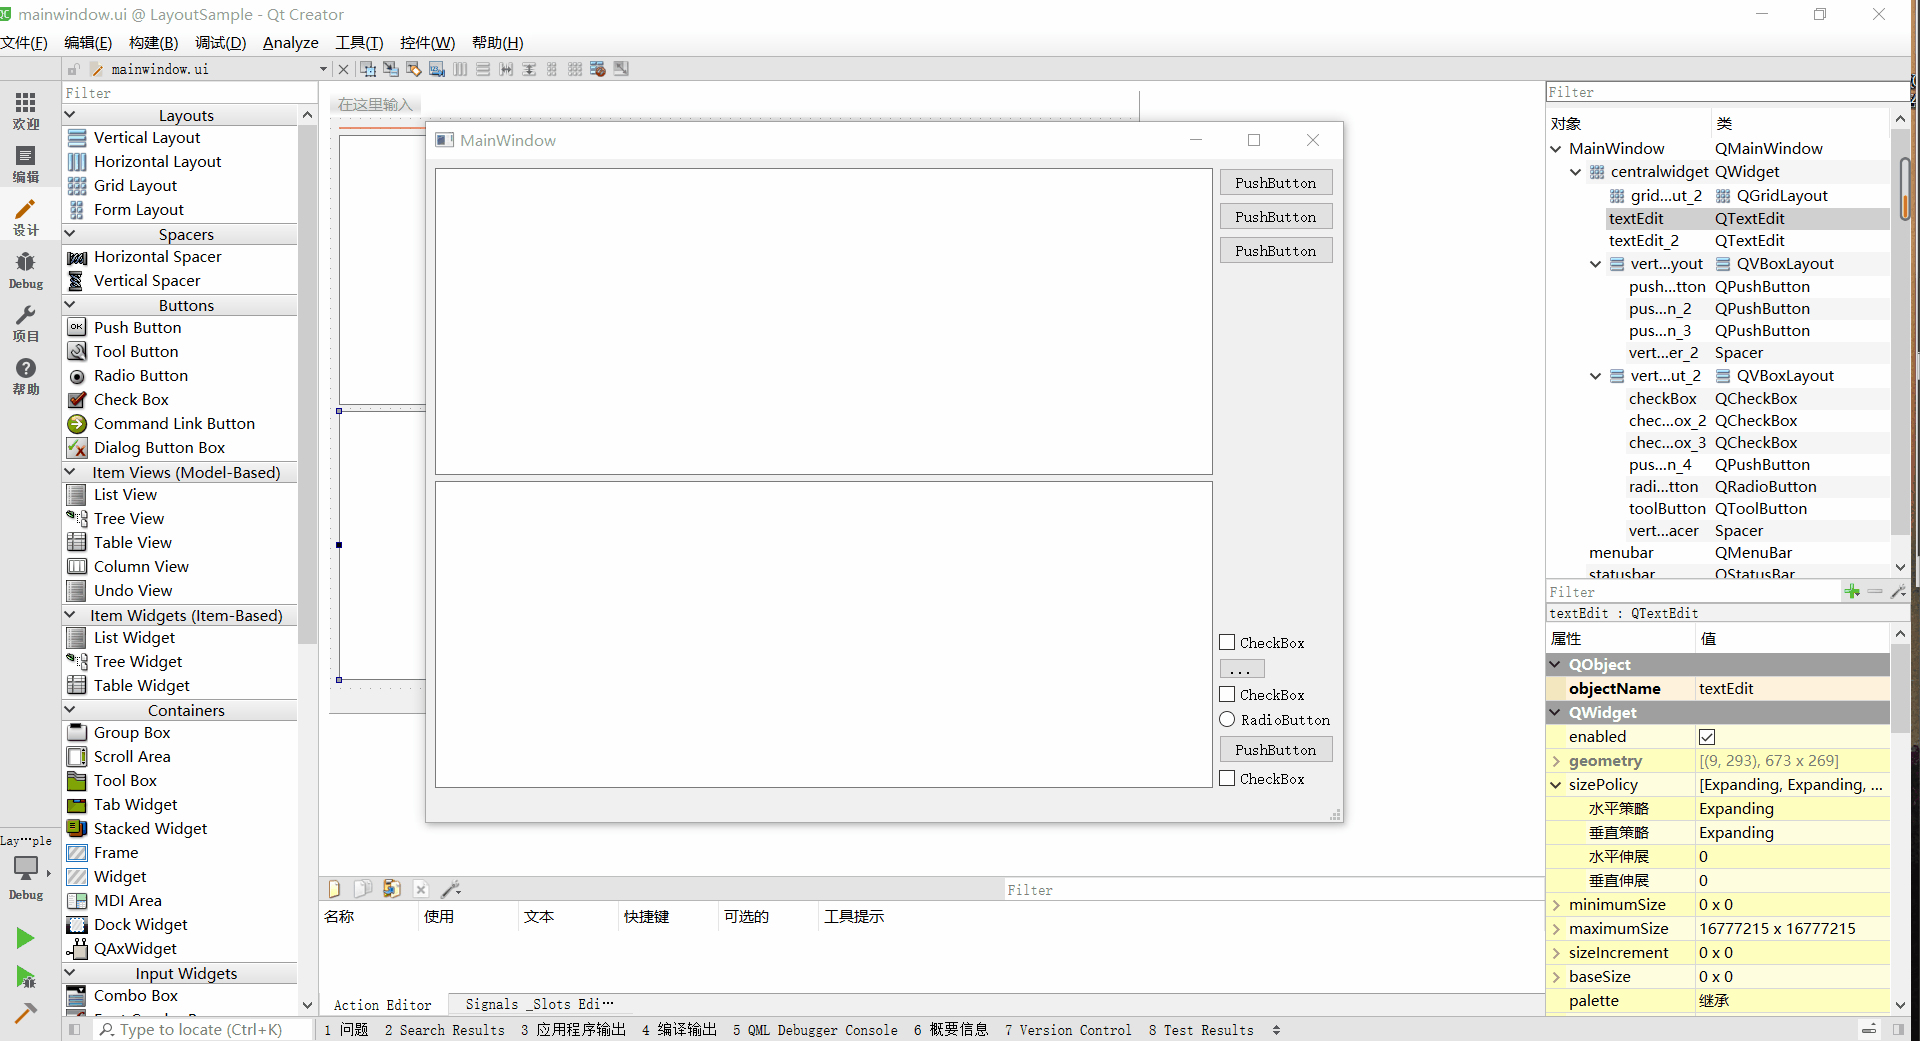 mainwindow.ui @ LayoutSample - Qt Creator
文件(F) 编辑(E) 构建(B) 调试(D) Analyze 工具(T) 控件(W) 帮助(H)
mainwindow.ui
欢迎
编辑
设计
Debug
项目
帮助
Lay···ple
Debug
Filter
Layouts
Vertical Layout
Horizontal Layout
Grid Layout
Form Layout
Spacers
Horizontal Spacer
Vertical Spacer
Buttons
Push Button
Tool Button
Radio Button
Check Box
Command Link Button
Dialog Button Box
Item Views (Model-Based)
List View
Tree View
Table View
Column View
Undo View
Item Widgets (Item-Based)
List Widget
Tree Widget
Table Widget
Containers
Group Box
Scroll Area
Tool Box
Tab Widget
Stacked Widget
Frame
Widget
MDI Area
Dock Widget
QAxWidget
Input Widgets
Combo Box
在这里输入
MainWindow
PushButton
PushButton
PushButton
CheckBox
...
CheckBox
RadioButton
PushButton
CheckBox
Filter
名称 使用 文本 快捷键 可选的 工具提示
Action Editor Signals _Slots Edi···
Filter
对象 类
MainWindow QMainWindow
centralwidget QWidget
grid...ut_2 QGridLayout
textEdit QTextEdit
textEdit_2 QTextEdit
vert...yout QVBoxLayout
push...tton QPushButton
pus...n_2 QPushButton
pus...n_3 QPushButton
vert...er_2 Spacer
vert...ut_2 QVBoxLayout
checkBox QCheckBox
chec...ox_2 QCheckBox
chec...ox_3 QCheckBox
pus...n_4 QPushButton
radi...tton QRadioButton
toolButton QToolButton
vert...acer Spacer
menubar QMenuBar
statusbar QStatusBar
Filter
textEdit : QTextEdit
属性 值
QObject
objectName textEdit
QWidget
enabled
geometry [(9, 293), 673 x 269]
sizePolicy [Expanding, Expanding, ...
水平策略 Expanding
垂直策略 Expanding
水平伸展 0
垂直伸展 0
minimumSize 0 x 0
maximumSize 16777215 x 16777215
sizeIncrement 0 x 0
baseSize 0 x 0
palette 继承
Type to locate (Ctrl+K) 1 问题 2 Search Results 3 应用程序输出 4 编译输出 5 QML Debugger Console 6 概要信息 7 Version Control 8 Test Results